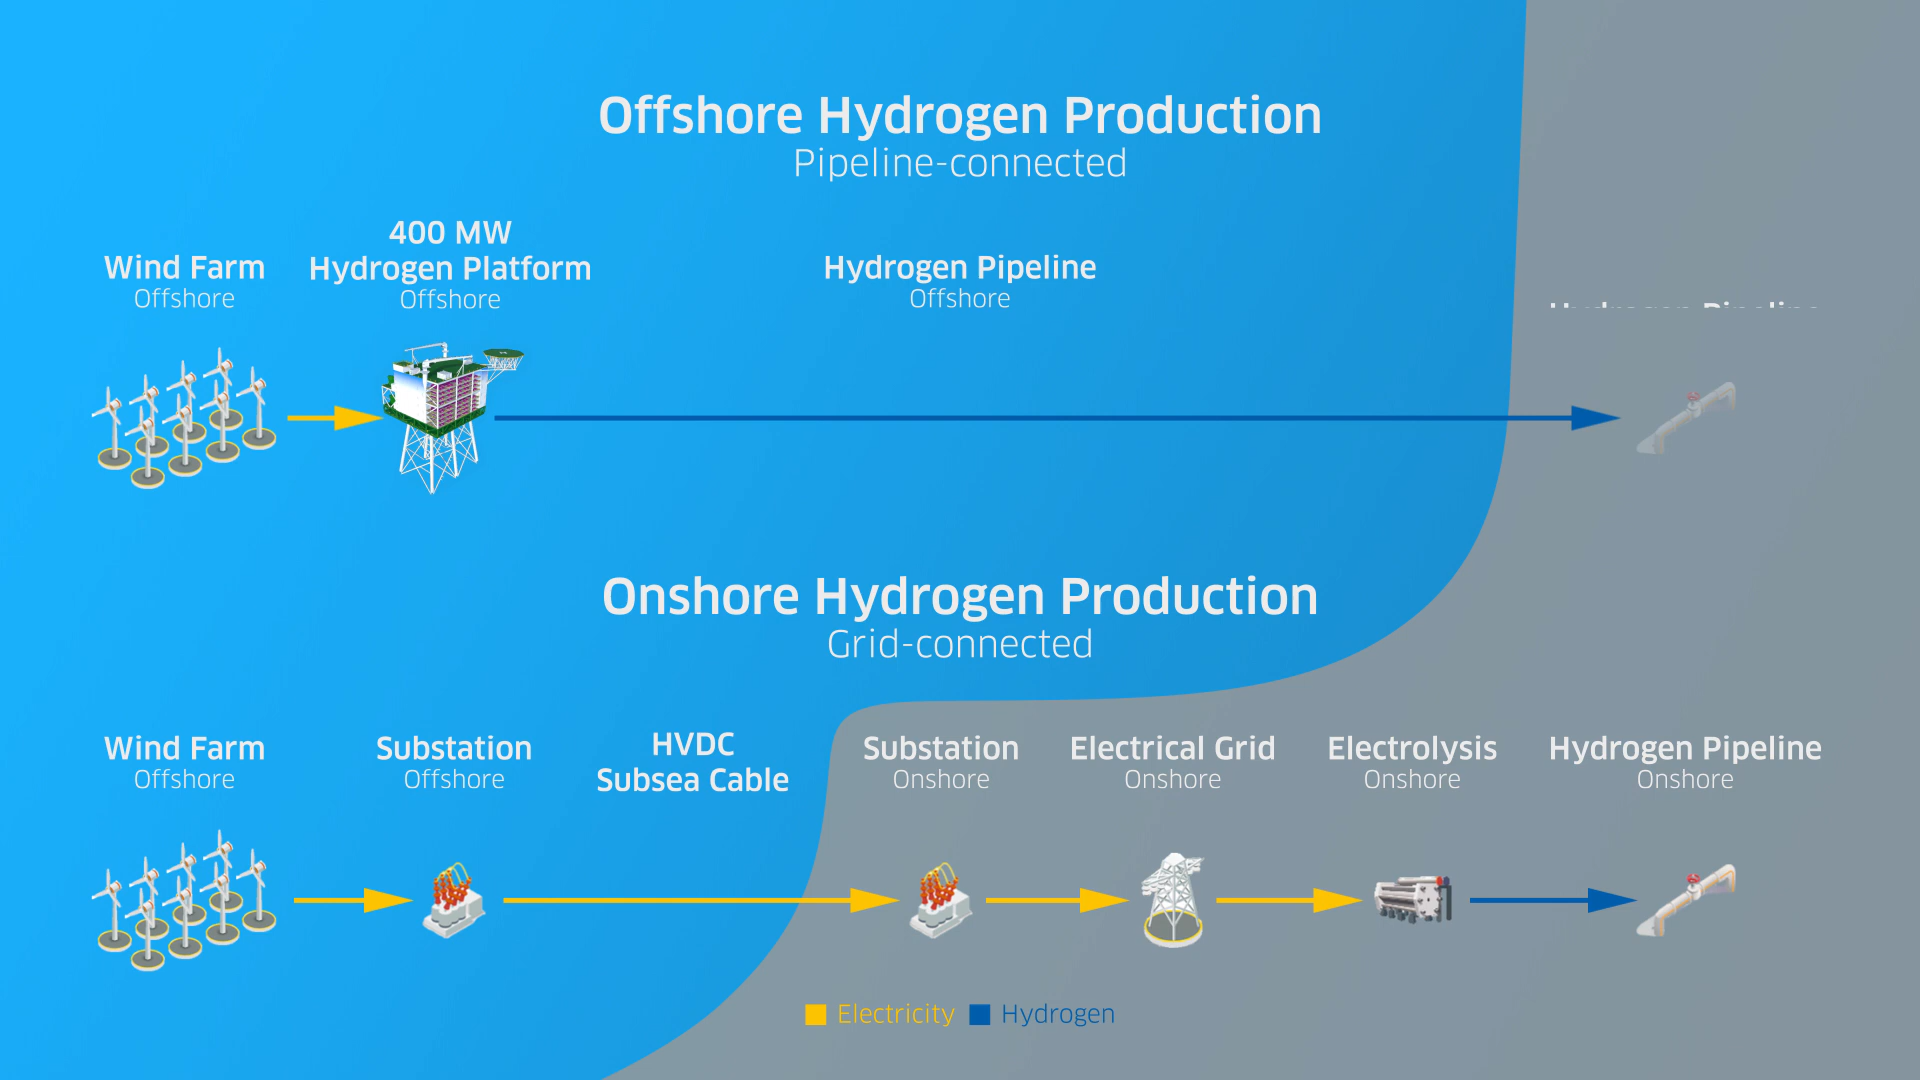 Offshore Hydrogen Production
Pipeline-connected
Wind Farm
Offshore
400 MW
Hydrogen Platform
Offshore
Hydrogen Pipeline
Offshore
Hydrogen Pipeline
Onshore Hydrogen Production
Grid-connected
Wind Farm
Offshore
Substation
Offshore
HVDC
Subsea Cable
Substation
Onshore
Electrical Grid
Onshore
Electrolysis
Onshore
Hydrogen Pipeline
Onshore
Electricity
Hydrogen